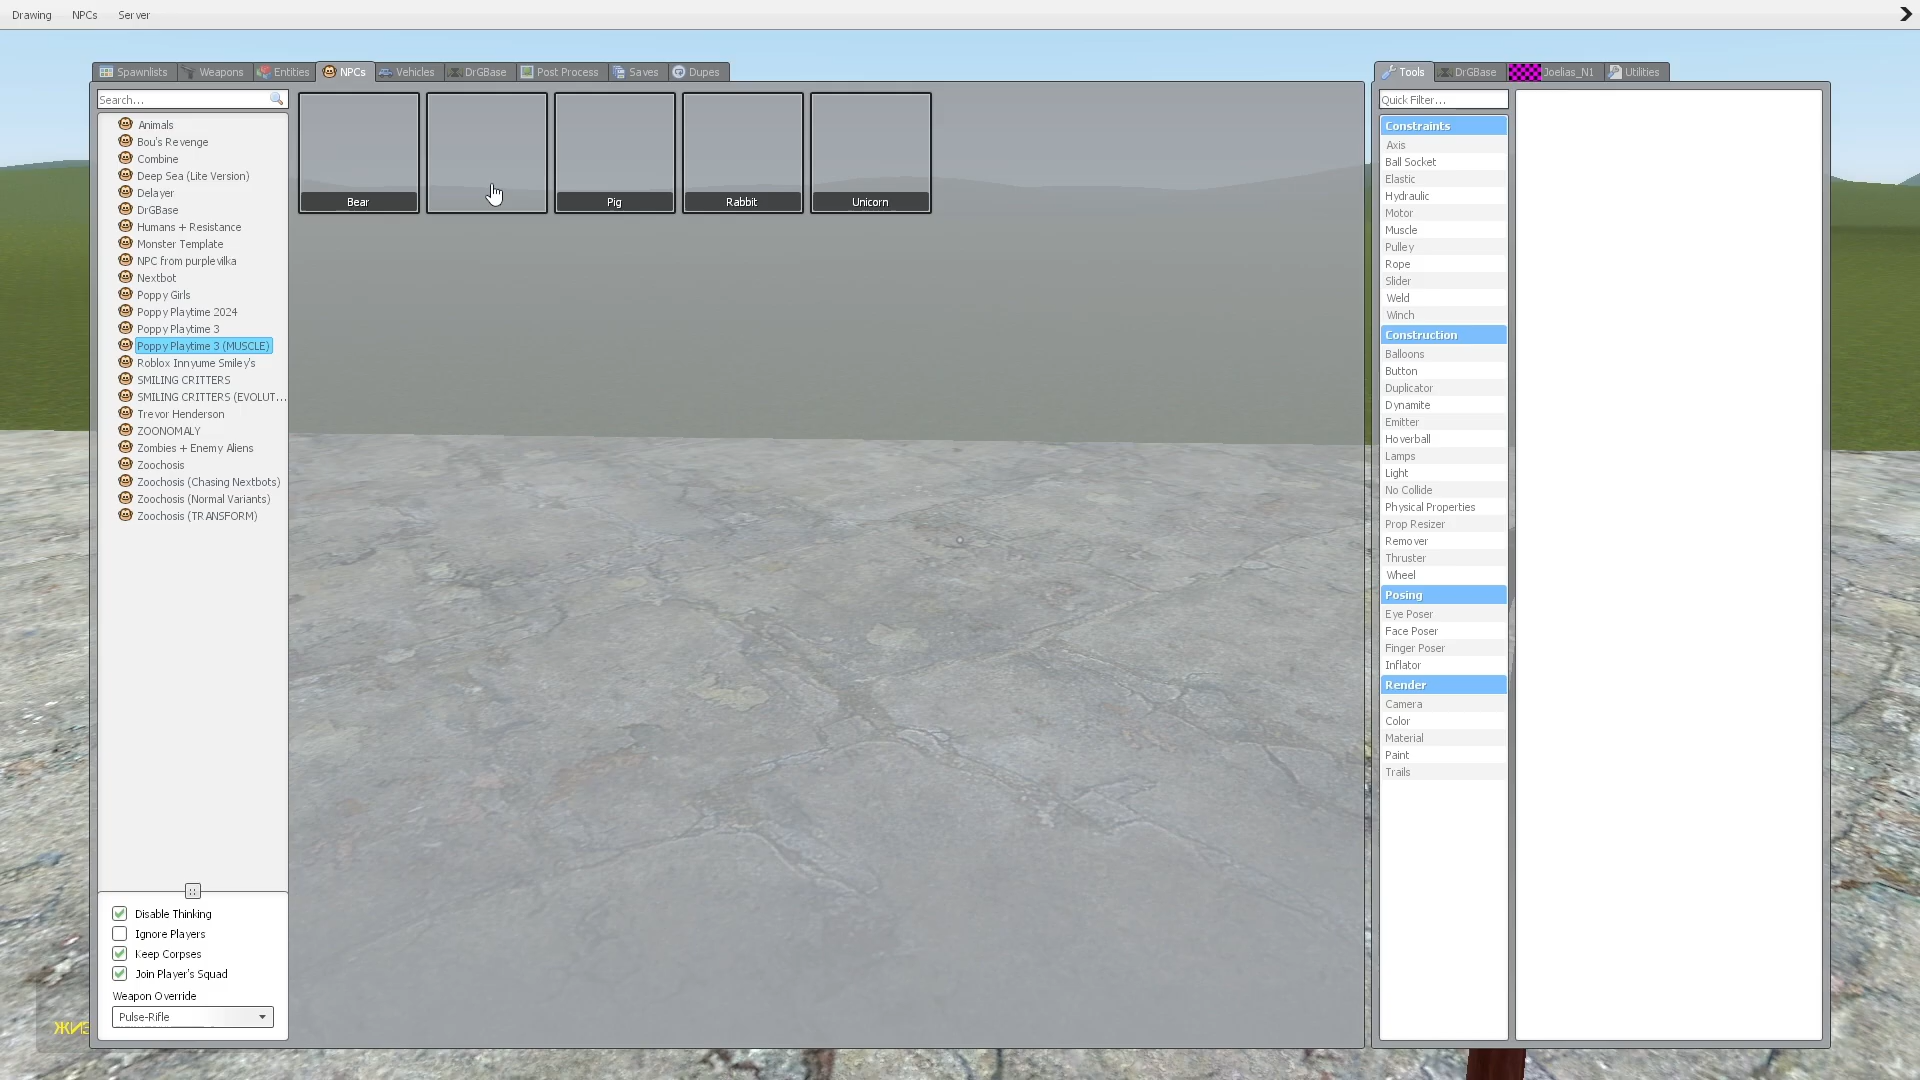 Drawing NPCs Server
Spawnlists Weapons Entities NPCs Vehicles DrGBase Post Process Saves Dupes
Tools DrGBase Joelias_N1 Utilities
Search...
Animals
Bou's Revenge
Combine
Deep Sea (Lite Version)
Delayer
DrGBase
Humans + Resistance
Monster Template
NPC from purplevilka
Nextbot
Poppy Girls
Poppy Playtime 2024
Poppy Playtime 3
Poppy Playtime 3 (MUSCLE)
Roblox Innyume Smiley's
SMILING CRITTERS
SMILING CRITTERS (EVOLUT...
Trevor Henderson
ZOONOMALY
Zombies + Enemy Aliens
Zoochosis
Zoochosis (Chasing Nextbots)
Zoochosis (Normal Variants)
Zoochosis (TRANSFORM)
Disable Thinking
Ignore Players
Keep Corpses
Join Player's Squad
Weapon Override
Pulse-Rifle
ЖИЗ
Bear Pig Rabbit Unicorn
Quick Filter...
Constraints
Axis
Ball Socket
Elastic
Hydraulic
Motor
Muscle
Pulley
Rope
Slider
Weld
Winch
Construction
Balloons
Button
Duplicator
Dynamite
Emitter
Hoverball
Lamps
Light
No Collide
Physical Properties
Prop Resizer
Remover
Thruster
Wheel
Posing
Eye Poser
Face Poser
Finger Poser
Inflator
Render
Camera
Color
Material
Paint
Trails